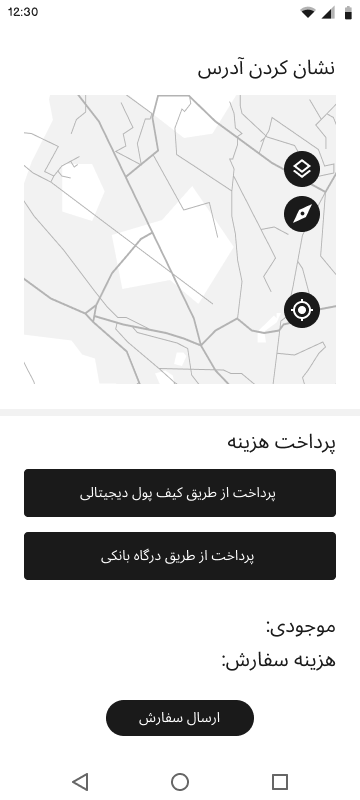 12:30
نشان کردن آدرس
پرداخت هزینه
پرداخت از طریق کیف پول دیجیتالی
پرداخت از طریق درگاه بانکی
موجودی:
هزینه سفارش:
ارسال سفارش